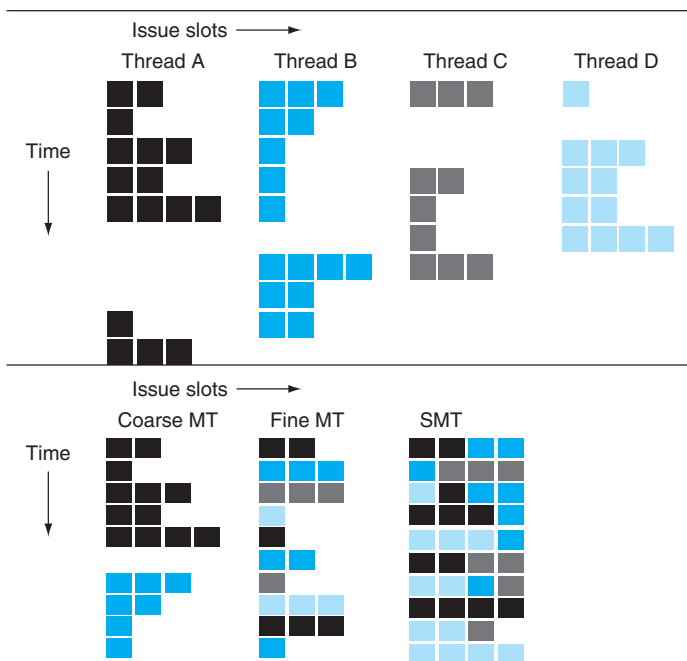 Issue slots
Thread A Thread B Thread C Thread D
Time
Issue slots
Coarse MT Fine MT SMT
Time